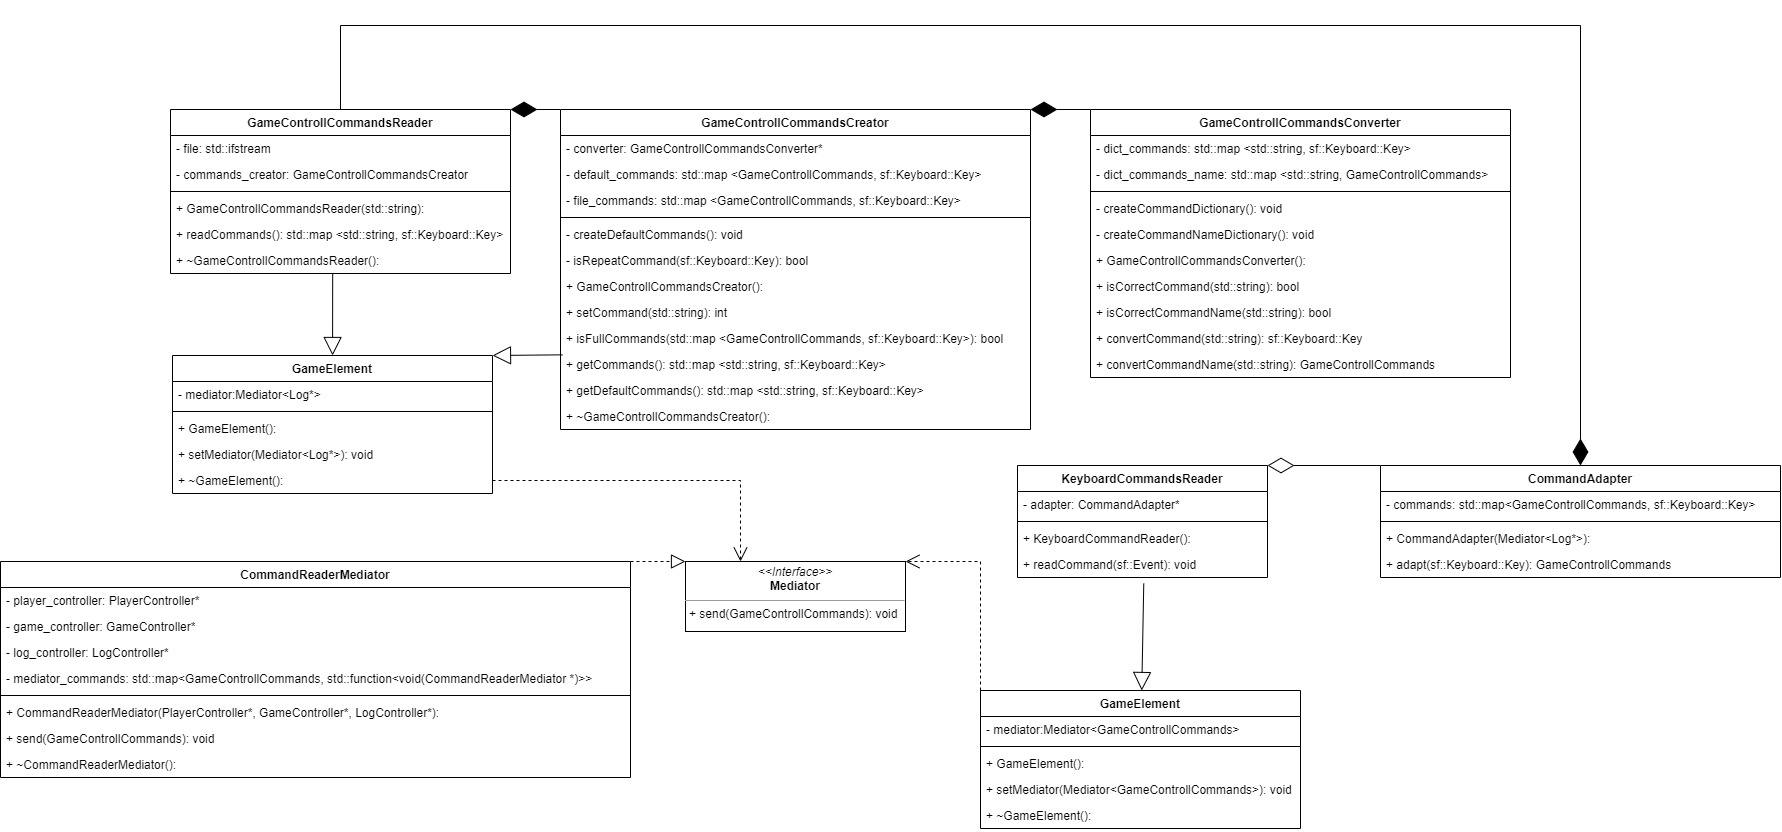 GameControllCommandsReader
- file: std::ifstream
- commands_creator: GameControllCommandsCreator
+ GameControllCommandsReader(std::string):
+ readCommands(): std::map <std::string, sf::Keyboard::Key>
+ ~GameControllCommandsReader():
GameControllCommandsCreator
- converter: GameControllCommandsConverter*
- default_commands: std::map <GameControllCommands, sf::Keyboard::Key>
- file_commands: std::map <GameControllCommands, sf::Keyboard::Key>
- createDefaultCommands(): void
- isRepeatCommand(sf::Keyboard::Key): bool
+ GameControllCommandsCreator():
+ setCommand(std::string): int
+ isFullCommands(std::map <GameControllCommands, sf::Keyboard::Key>): bool
+ getCommands(): std::map <std::string, sf::Keyboard::Key>
+ getDefaultCommands(): std::map <std::string, sf::Keyboard::Key>
+ ~GameControllCommandsCreator():
GameControllCommandsConverter
- dict_commands: std::map <std::string, sf::Keyboard::Key>
- dict_commands_name: std::map <std::string, GameControllCommands>
- createCommandDictionary(): void
- createCommandNameDictionary(): void
+ GameControllCommandsConverter():
+ isCorrectCommand(std::string): bool
+ isCorrectCommandName(std::string): bool
+ convertCommand(std::string): sf::Keyboard::Key
+ convertCommandName(std::string): GameControllCommands
GameElement
- mediator:Mediator<Log*>
+ GameElement():
+ setMediator(Mediator<Log*>): void
+ ~GameElement():
KeyboardCommandsReader
- adapter: CommandAdapter*
+ KeyboardCommandReader():
+ readCommand(sf::Event): void
CommandAdapter
- commands: std::map<GameControllCommands, sf::Keyboard::Key>
+ CommandAdapter(Mediator<Log*>):
+ adapt(sf::Keyboard::Key): GameControllCommands
CommandReaderMediator
- player_controller: PlayerController*
- game_controller: GameController*
- log_controller: LogController*
- mediator_commands: std::map<GameControllCommands, std::function<void(CommandReaderMediator *)>>
+ CommandReaderMediator(PlayerController*, GameController*, LogController*):
+ send(GameControllCommands): void
+ ~CommandReaderMediator():
<<Interface>>
Mediator
+ send(GameControllCommands): void
GameElement
- mediator:Mediator<GameControllCommands>
+ GameElement():
+ setMediator(Mediator<GameControllCommands>): void
+ ~GameElement():